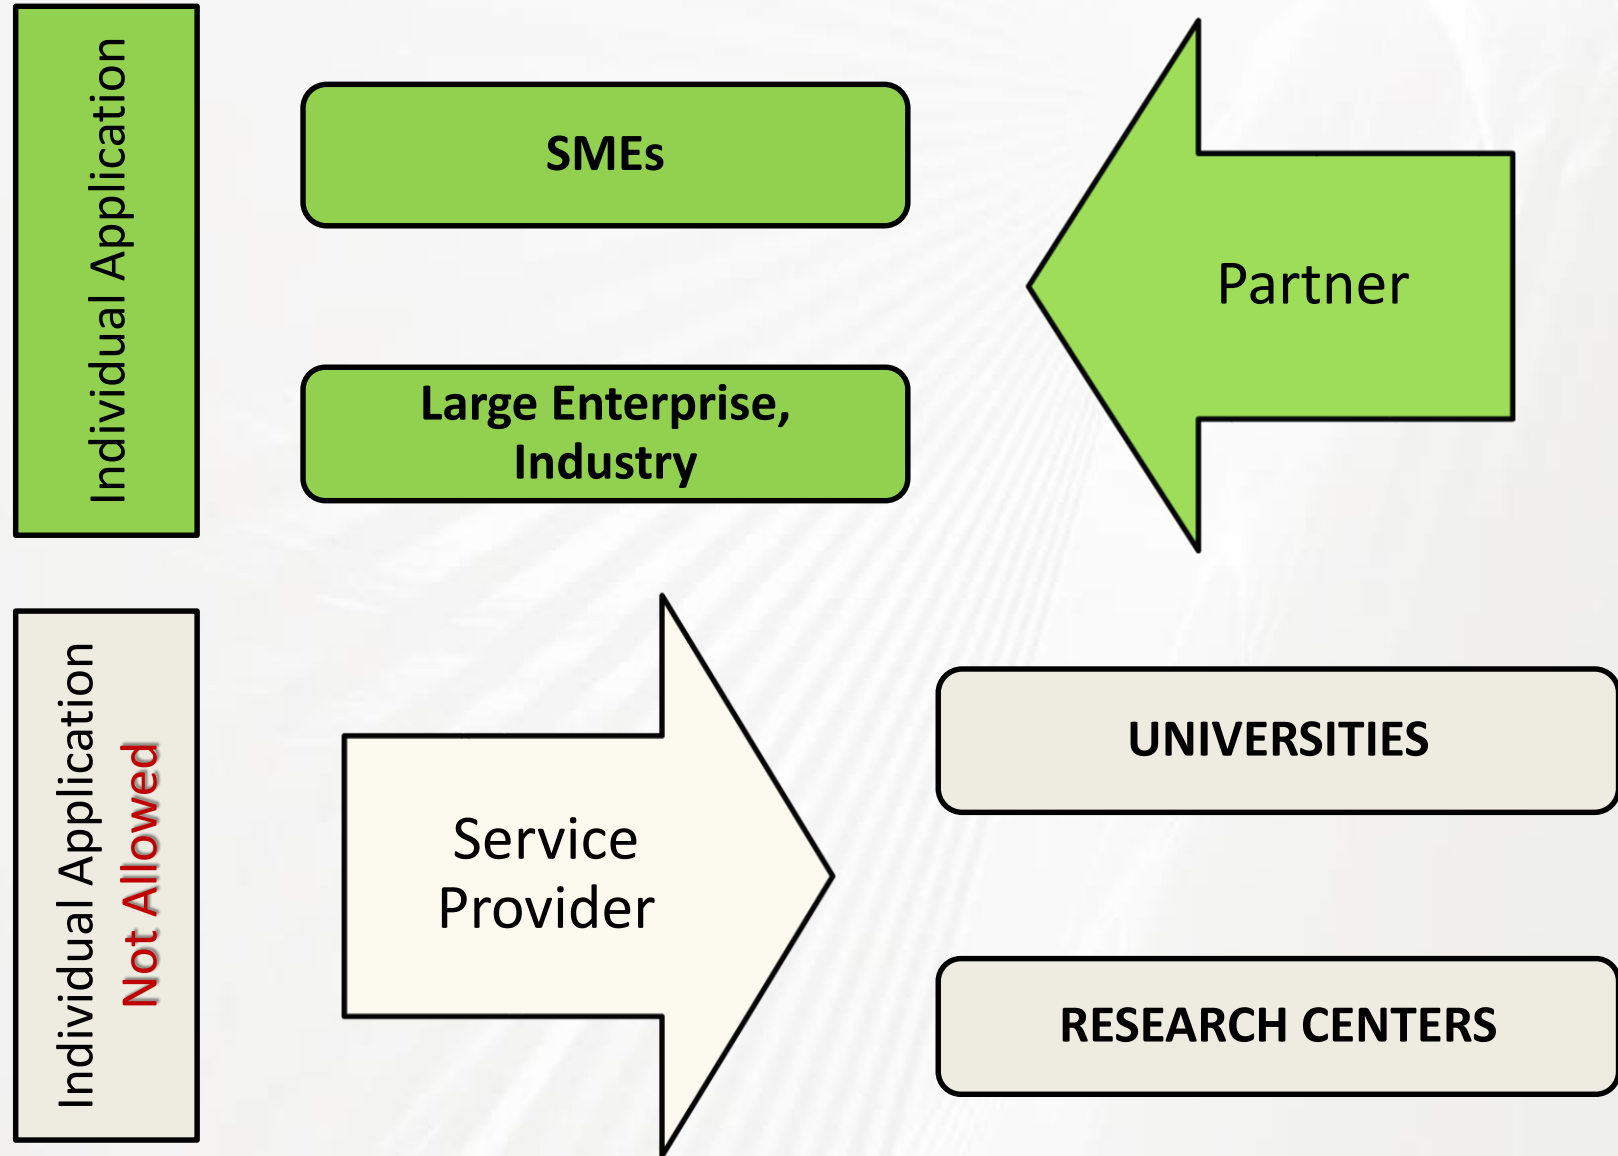 Individual Application
SMEs
Large Enterprise,
Industry
Partner
Individual Application
Not Allowed
Service
Provider
UNIVERSITIES
RESEARCH CENTERS